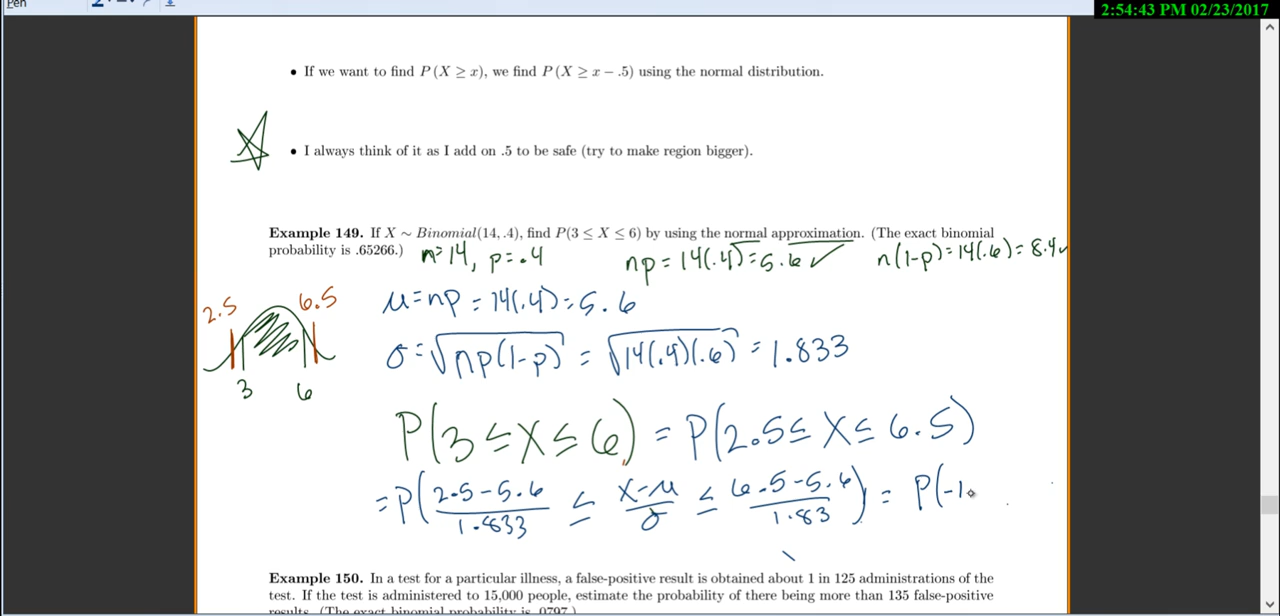 Pen
2:54:43 PM 02/23/2017
• If we want to find P(X ≥ x), we find P(X ≥ x − .5) using the normal distribution.
• I always think of it as I add on .5 to be safe (try to make region bigger).
Example 149. If X ∼ Binomial(14, .4), find P(3 ≤ X ≤ 6) by using the normal approximation. (The exact binomial
probability is .65266.) n=14, p=.4 np = 14(.4)=5.6 ✓ n(1-p)=14(.6)=8.4✓
2.5 6.5 μ=np = 14(.4)=5.6
3 6 σ=√np(1-p) = √14(.4)(.6) = 1.833
P(3 ≤ X ≤ 6) = P(2.5 ≤ X ≤ 6.5)
=P(2.5-5.6/1.833 ≤ X-μ/σ ≤ 6.5-5.6/1.83) = P(-1.
Example 150. In a test for a particular illness, a false-positive result is obtained about 1 in 125 administrations of the
test. If the test is administered to 15,000 people, estimate the probability of there being more than 135 false-positive
results. (The exact binomial probability is .0797.)